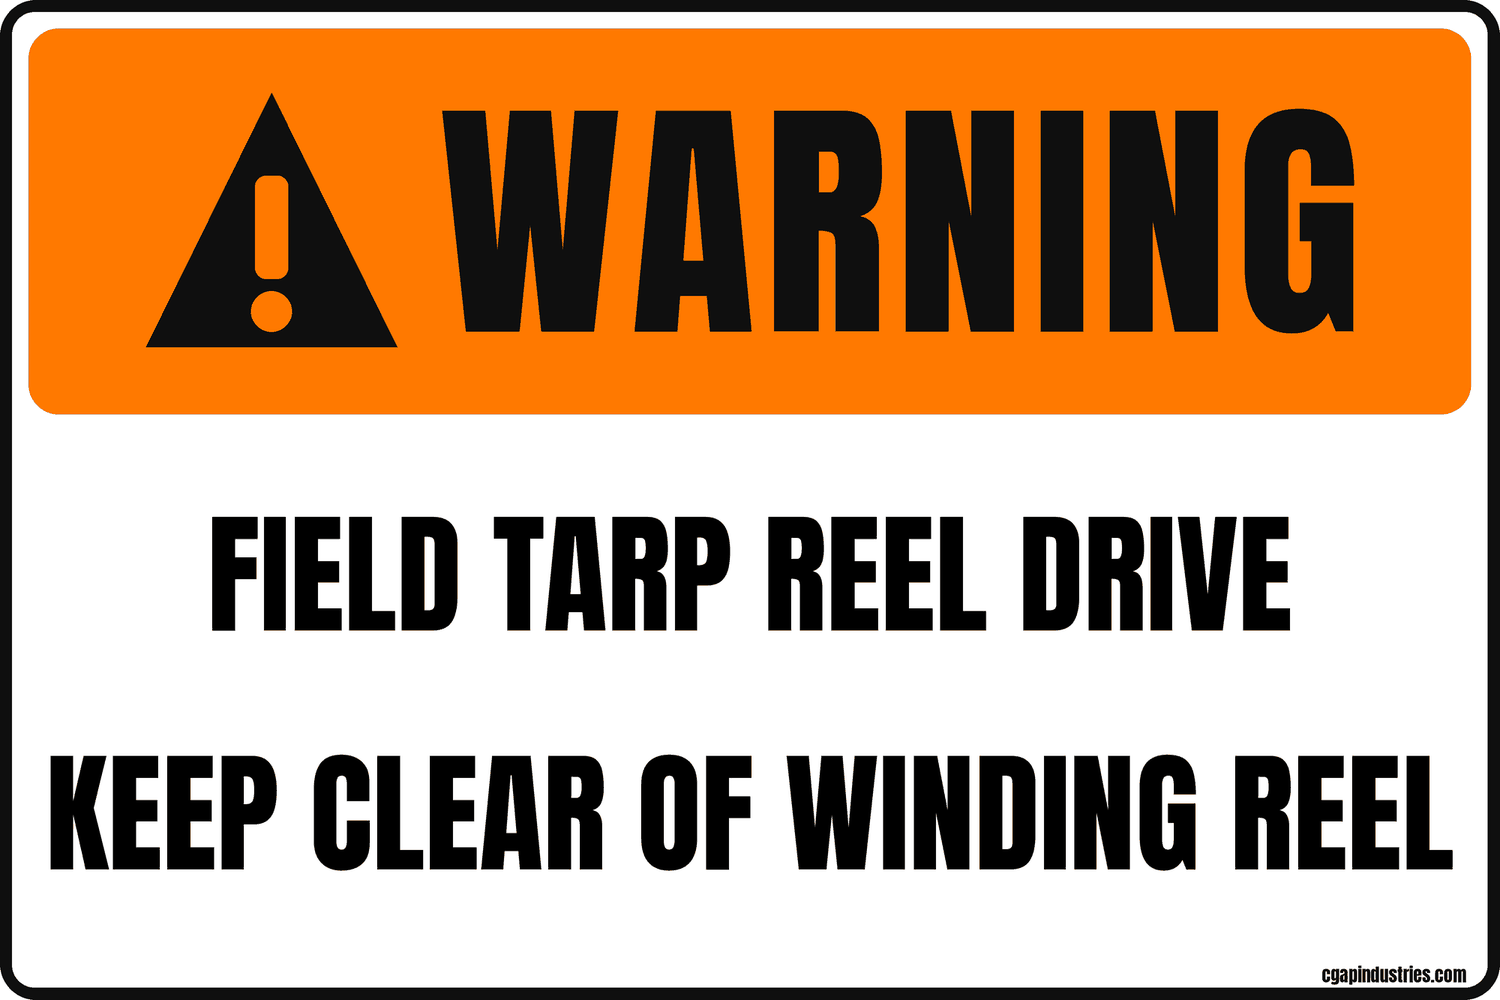 WARNING
FIELD TARP REEL DRIVE
KEEP CLEAR OF WINDING REEL
cgapindustries.com